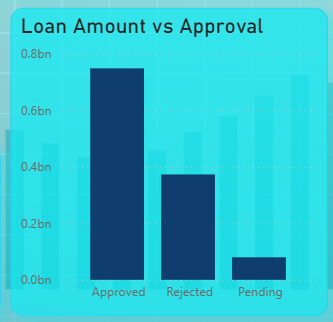 Loan Amount vs Approval
0.8bn
0.6bn
0.4bn
0.2bn
0.0bn
Approved Rejected Pending